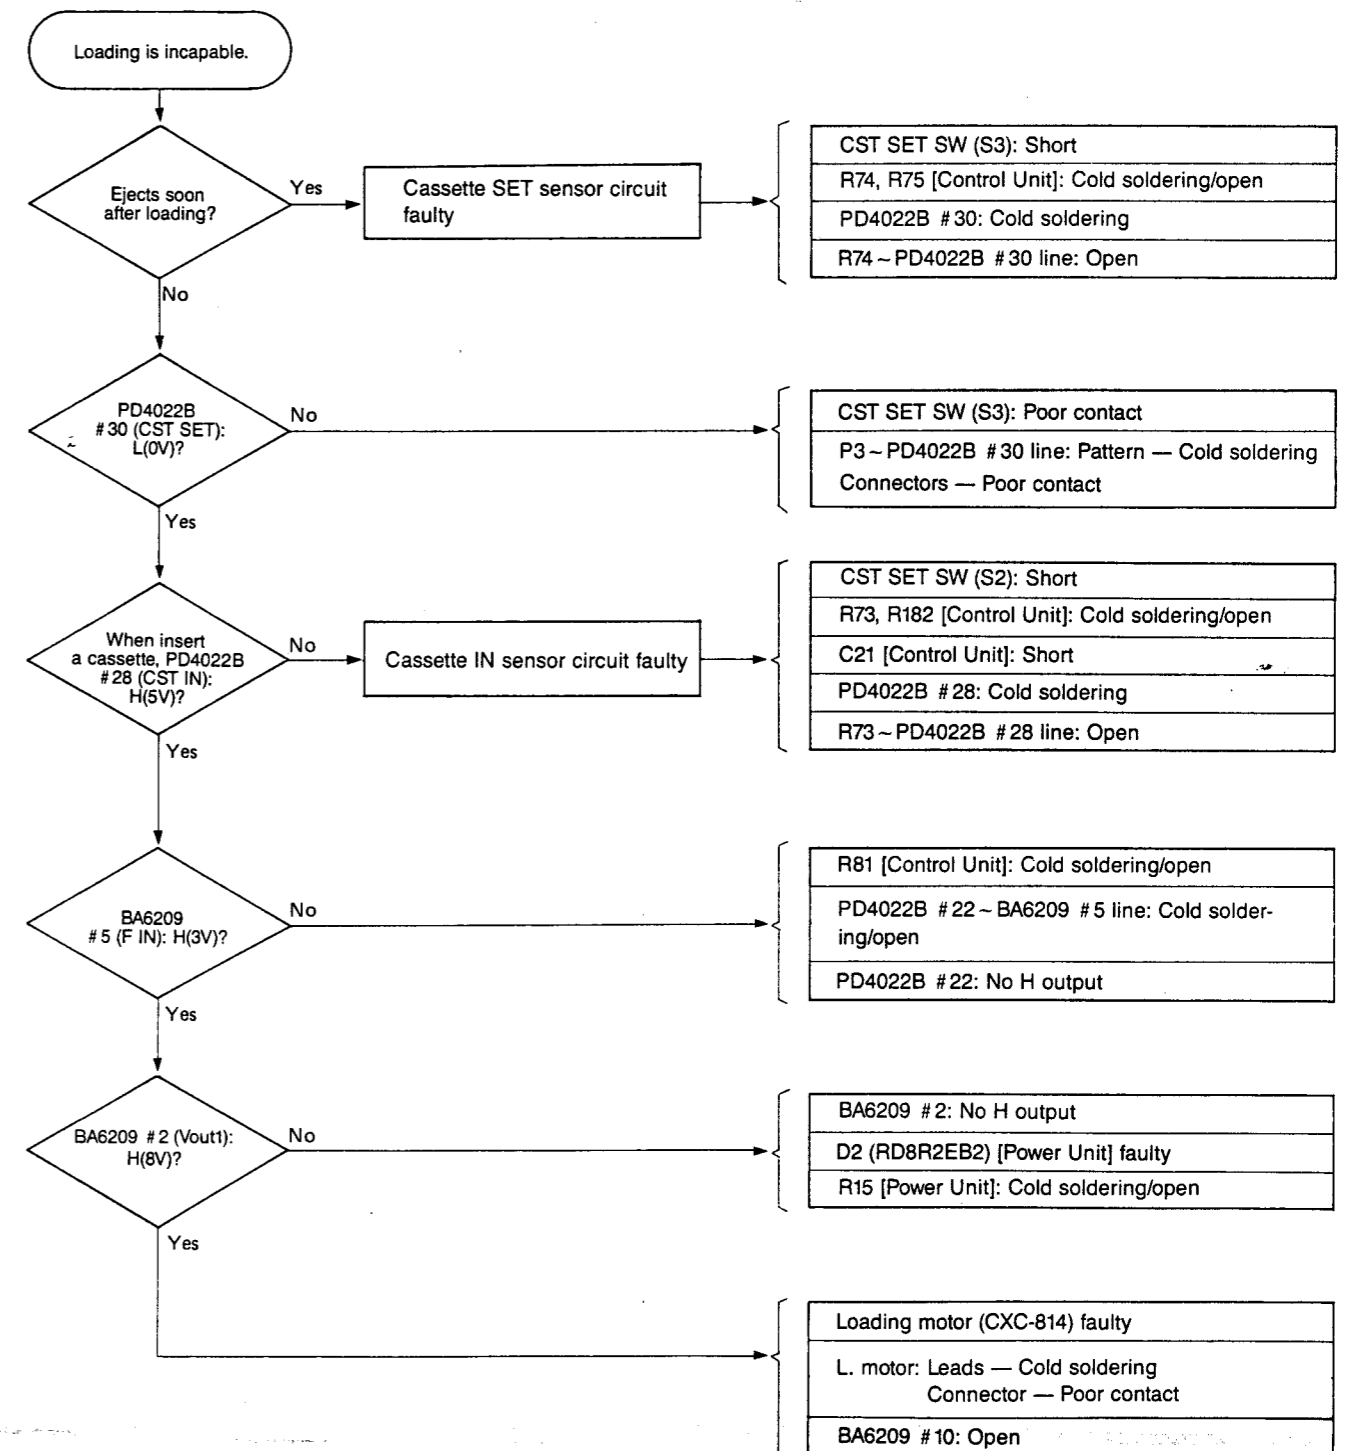 Loading is incapable.
Ejects soon
after loading?
Yes
Cassette SET sensor circuit
faulty
CST SET SW (S3): Short
R74, R75 [Control Unit]: Cold soldering/open
PD4022B #30: Cold soldering
R74~PD4022B #30 line: Open
No
PD4022B
#30 (CST SET):
L(0V)?
No
CST SET SW (S3): Poor contact
P3~PD4022B #30 line: Pattern — Cold soldering
Connectors — Poor contact
Yes
When insert
a cassette, PD4022B
#28 (CST IN):
H(5V)?
No
Cassette IN sensor circuit faulty
CST SET SW (S2): Short
R73, R182 [Control Unit]: Cold soldering/open
C21 [Control Unit]: Short
PD4022B #28: Cold soldering
R73~PD4022B #28 line: Open
Yes
BA6209
#5 (F IN): H(3V)?
No
R81 [Control Unit]: Cold soldering/open
PD4022B #22~BA6209 #5 line: Cold solder-
ing/open
PD4022B #22: No H output
Yes
BA6209 #2 (Vout1):
H(8V)?
No
BA6209 #2: No H output
D2 (RD8R2EB2) [Power Unit] faulty
R15 [Power Unit]: Cold soldering/open
Yes
Loading motor (CXC-814) faulty
L. motor: Leads — Cold soldering
Connector — Poor contact
BA6209 #10: Open